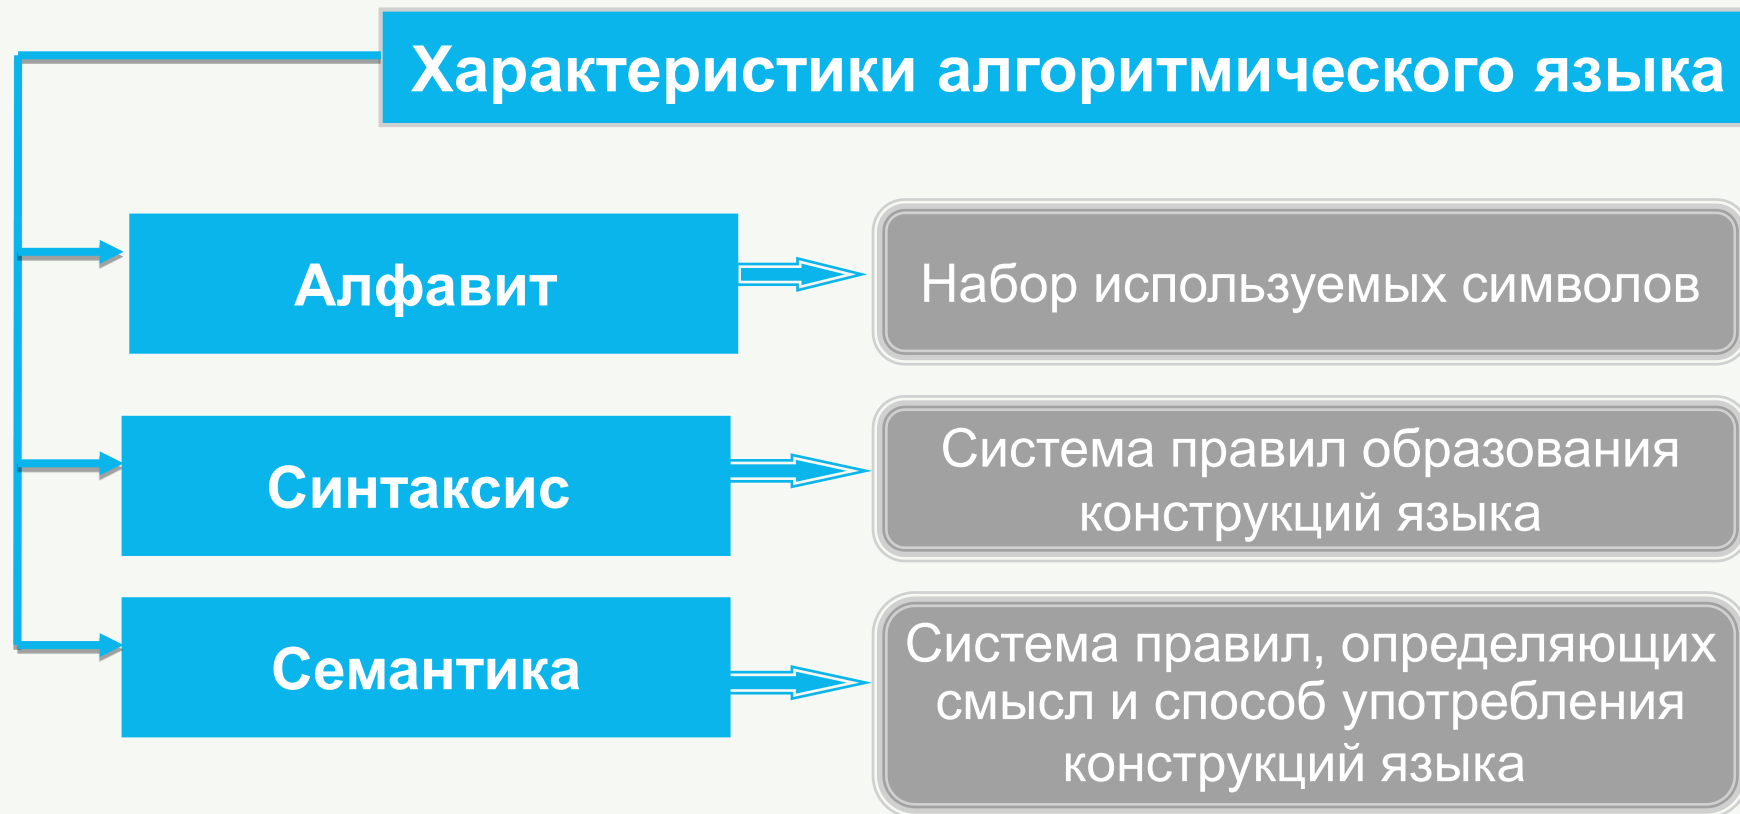 Характеристики алгоритмического языка
Алфавит
Набор используемых символов
Синтаксис
Система правил образования
конструкций языка
Семантика
Система правил, определяющих
смысл и способ употребления
конструкций языка